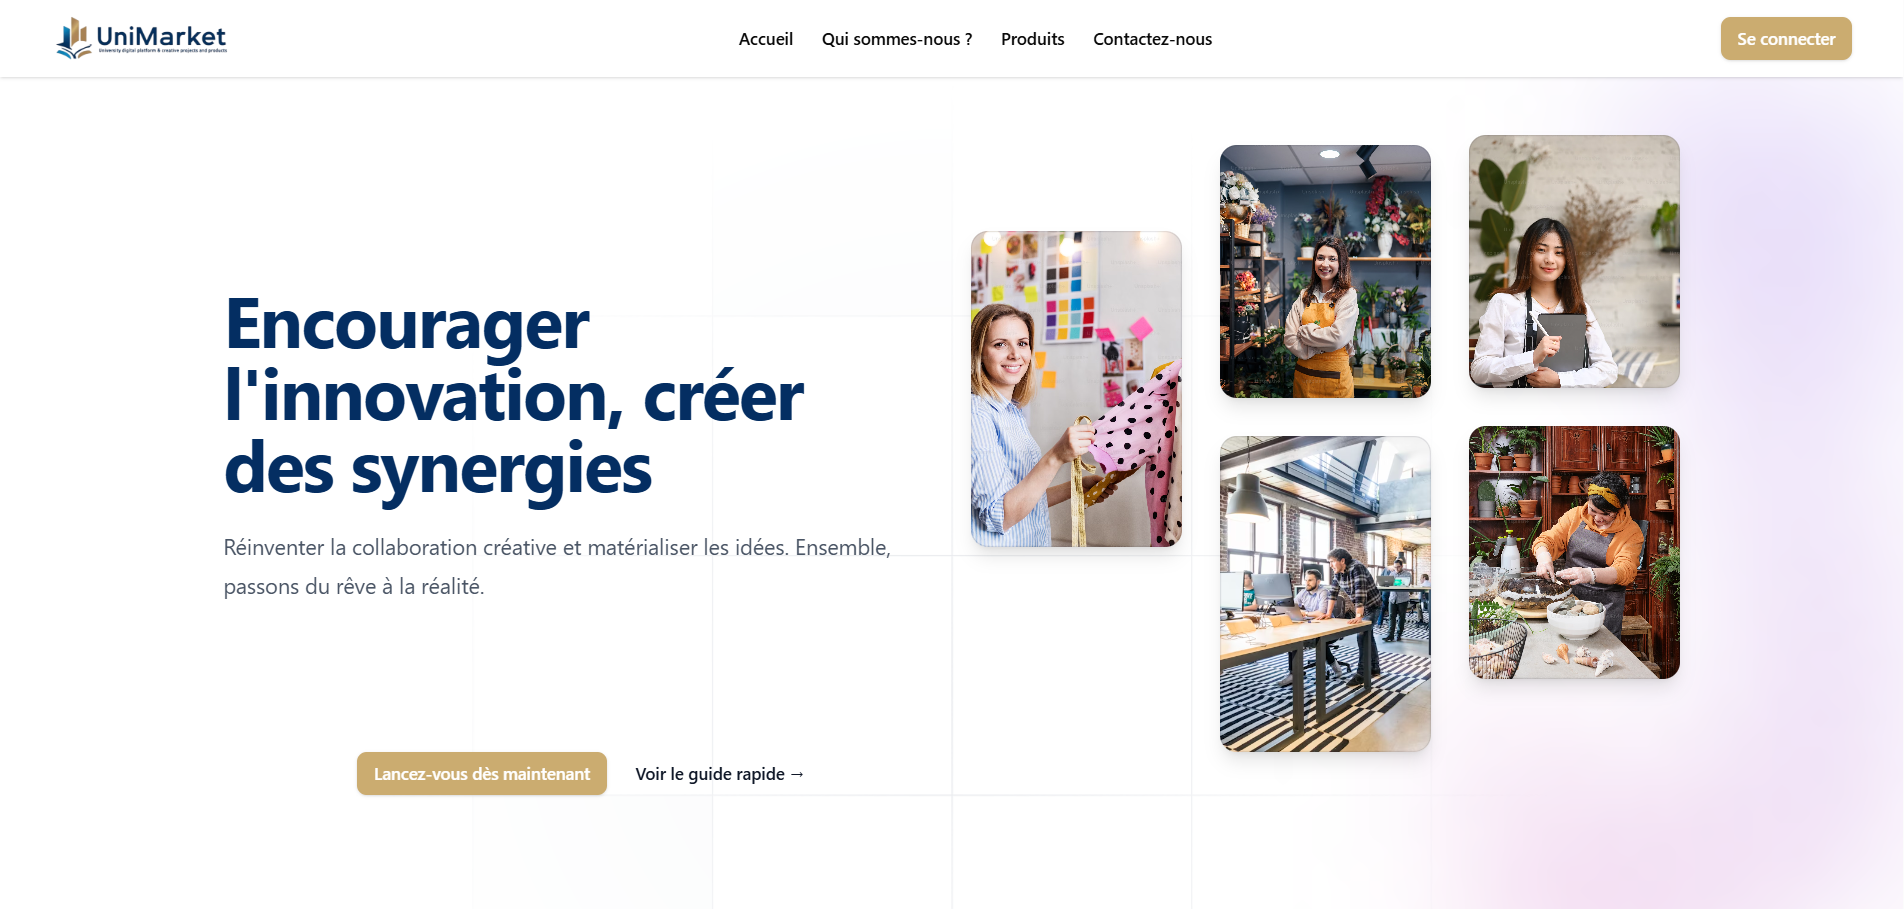 UniMarket
University digital platform & creative projects and products
Accueil
Qui sommes-nous ?
Produits
Contactez-nous
Se connecter
Encourager
l'innovation, créer
des synergies
Réinventer la collaboration créative et matérialiser les idées. Ensemble,
passons du rêve à la réalité.
Lancez-vous dès maintenant
Voir le guide rapide →